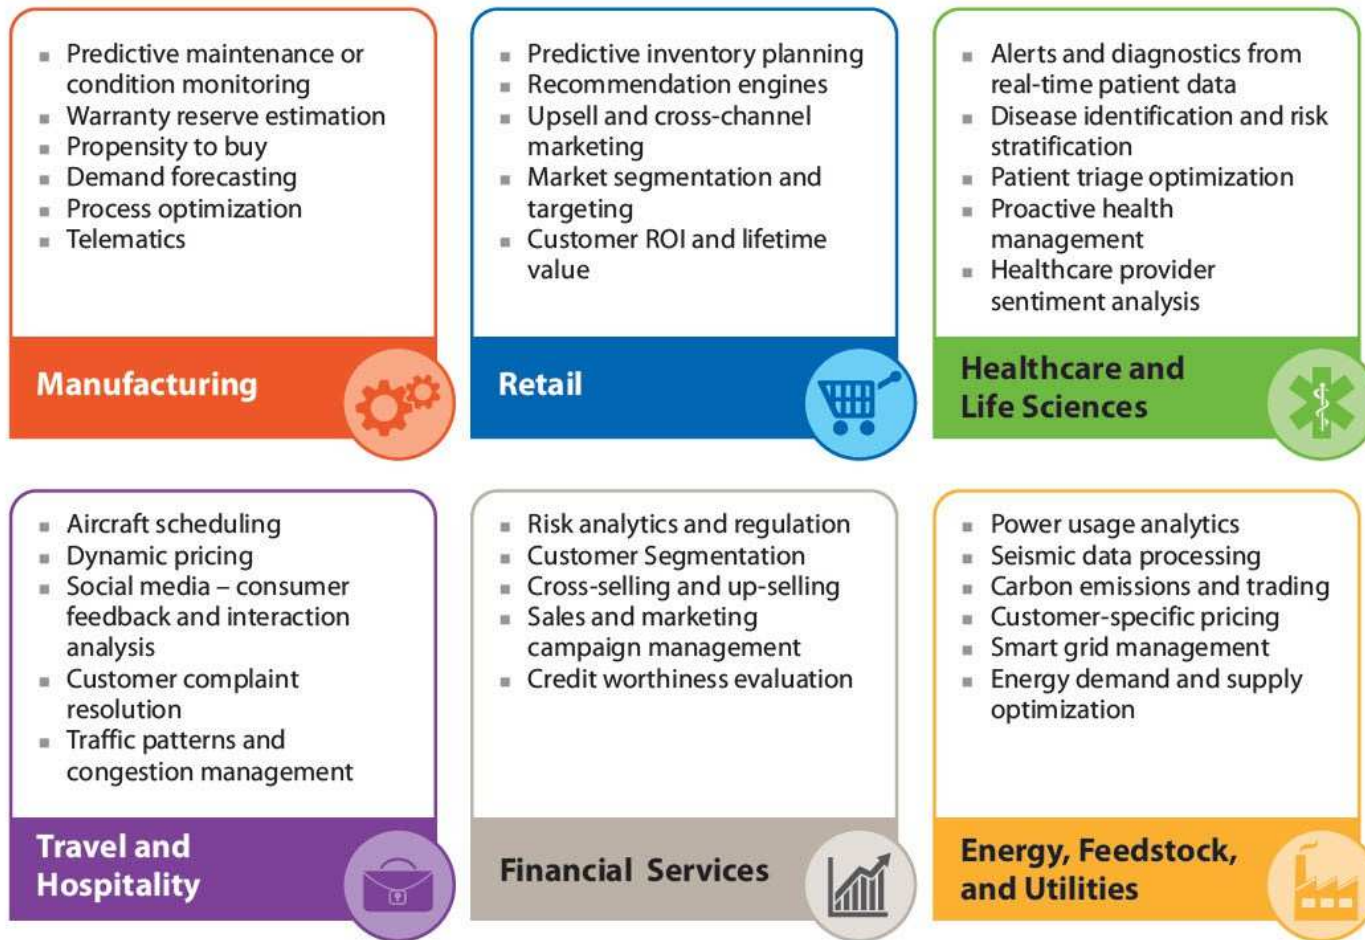 ▪ Predictive maintenance or
condition monitoring
▪ Warranty reserve estimation
▪ Propensity to buy
▪ Demand forecasting
▪ Process optimization
▪ Telematics
Manufacturing
▪ Predictive inventory planning
▪ Recommendation engines
▪ Upsell and cross-channel
marketing
▪ Market segmentation and
targeting
▪ Customer ROI and lifetime
value
Retail
▪ Alerts and diagnostics from
real-time patient data
▪ Disease identification and risk
stratification
▪ Patient triage optimization
▪ Proactive health
management
▪ Healthcare provider
sentiment analysis
Healthcare and
Life Sciences
▪ Aircraft scheduling
▪ Dynamic pricing
▪ Social media – consumer
feedback and interaction
analysis
▪ Customer complaint
resolution
▪ Traffic patterns and
congestion management
Travel and
Hospitality
▪ Risk analytics and regulation
▪ Customer Segmentation
▪ Cross-selling and up-selling
▪ Sales and marketing
campaign management
▪ Credit worthiness evaluation
Financial Services
▪ Power usage analytics
▪ Seismic data processing
▪ Carbon emissions and trading
▪ Customer-specific pricing
▪ Smart grid management
▪ Energy demand and supply
optimization
Energy, Feedstock,
and Utilities